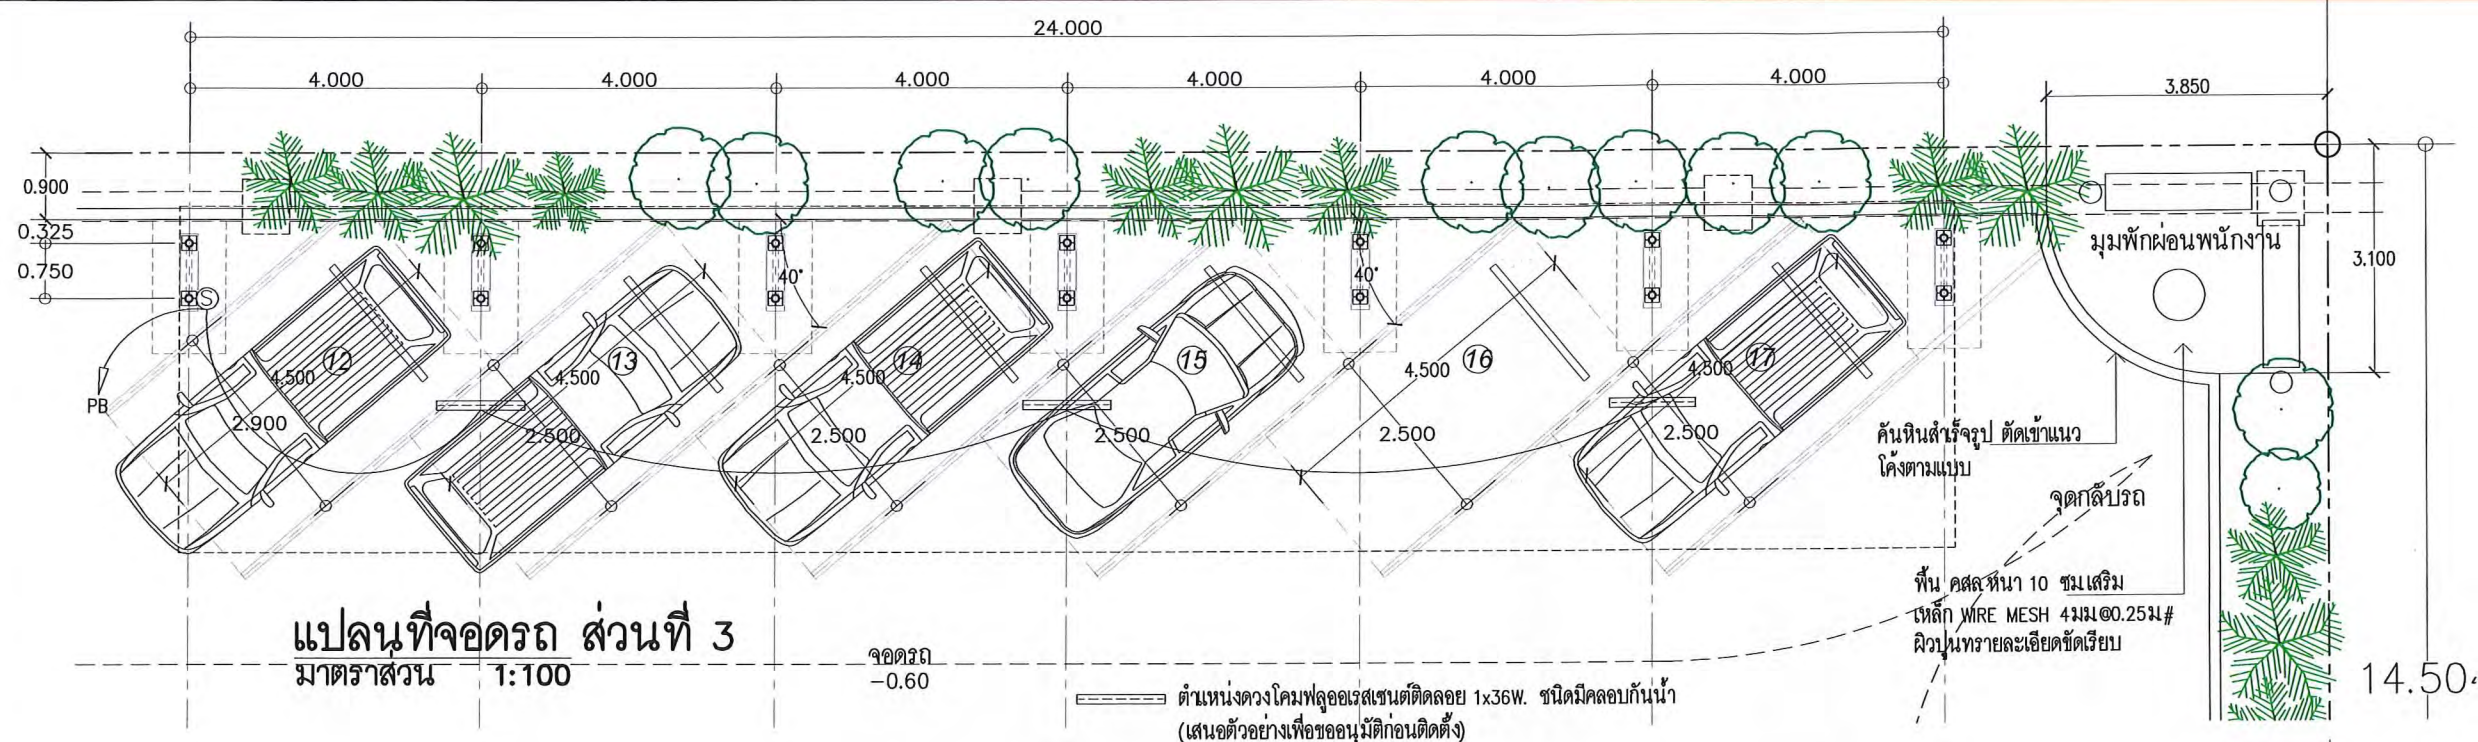 24.000
4.000 4.000 4.000 4.000 4.000 4.000
3.850
0.900
0.325
0.750
S
PB
40°
40°
12
13
14
15
16
17
4.500
4.500
4.500
4.500
4.500
2.900
2.500
2.500
2.500
2.500
2.500
มุมพักผ่อนพนักงาน
3.100
คันหินสำเร็จรูป ตัดเข้าแนว
โค้งตามแบบ
จุดกลับรถ
พื้น คสล.หนา 10 ซม.เสริม
เหล็ก WIRE MESH 4มม.@0.25ม.#
ผิวปูนทรายละเอียดขัดเรียบ
14.50
แปลนที่จอดรถ ส่วนที่ 3
มาตราส่วน 1:100
จอดรถ
-0.60
ตำแหน่งดวงโคมฟลูออเรสเซนต์ติดลอย 1x36W. ชนิดมีคลอบกันน้ำ
(เสนอตัวอย่างเพื่อขออนุมัติก่อนติดตั้ง)